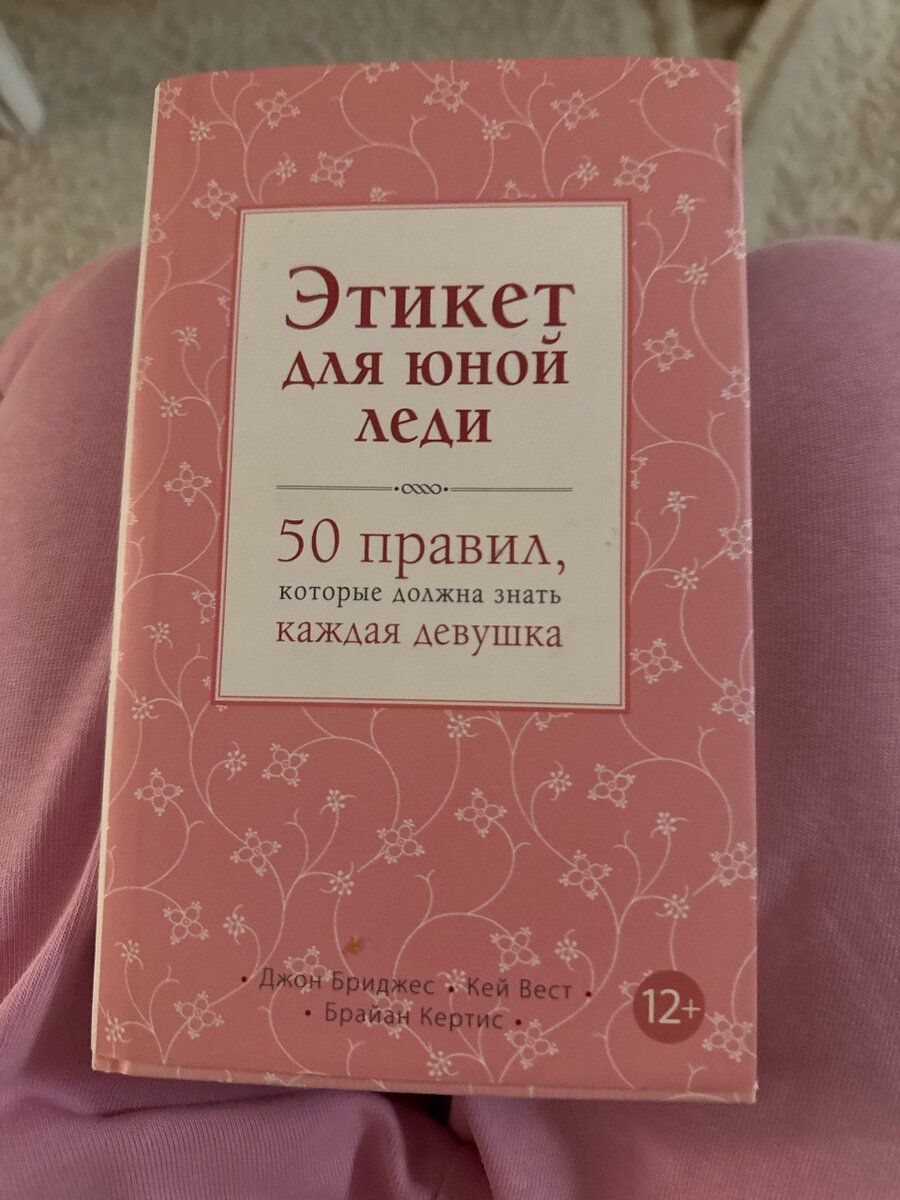 Этикет
для юной
леди
50 правил,
которые должна знать
каждая девушка
• Джон Бриджес • Кей Вест •
• Брайан Кертис •
12+